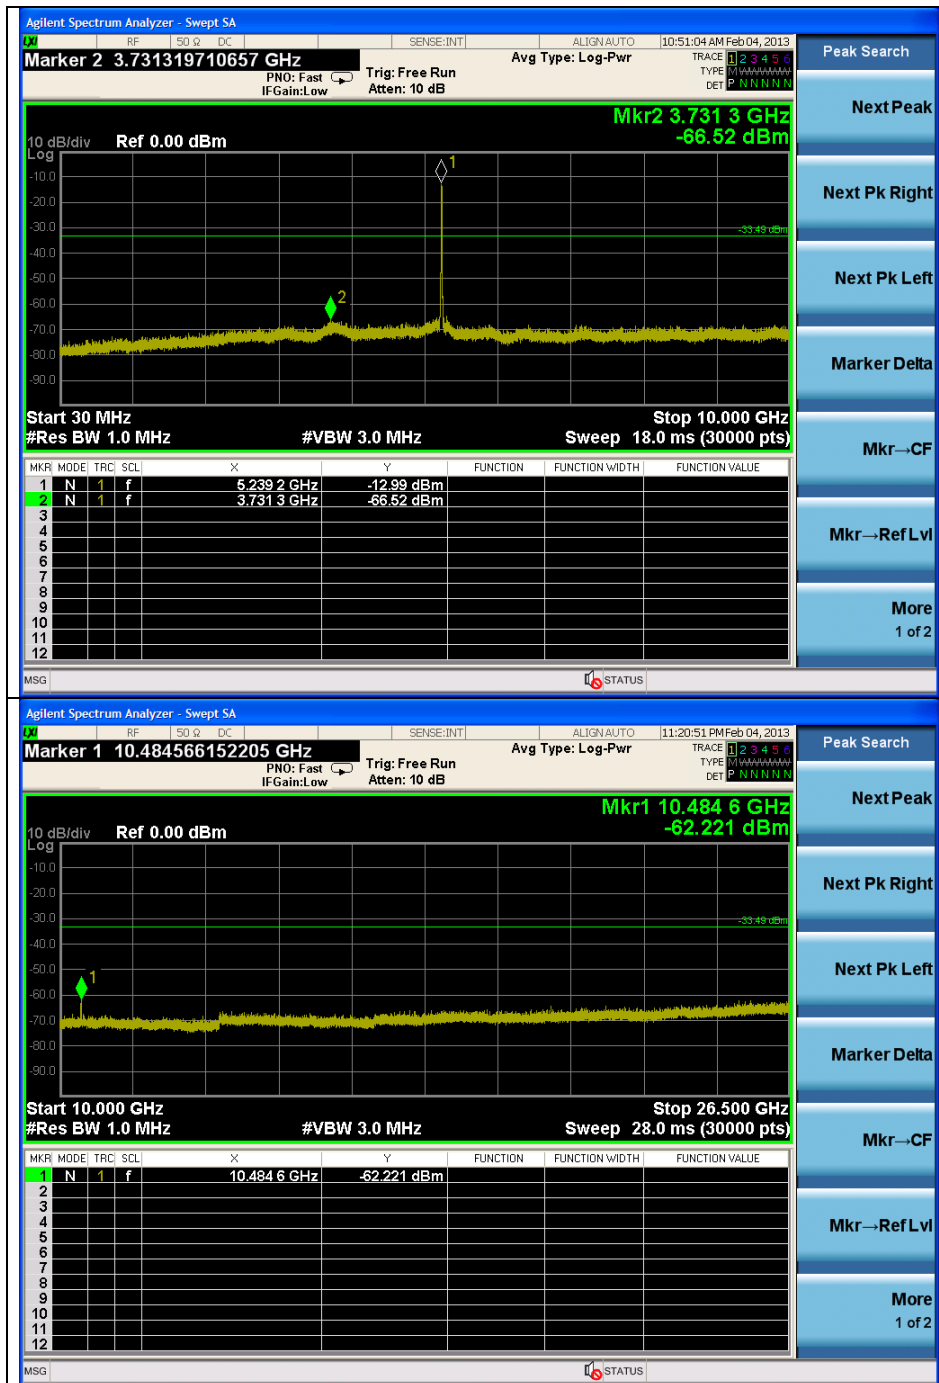 Agilent Spectrum Analyzer - Swept SA
LXI RF 50 Ω DC SENSE:INT ALIGNAUTO 10:51:04 AM Feb 04, 2013
Marker 2 3.731319710657 GHz
PNO: Fast
IFGain:Low
Trig: Free Run
Atten: 10 dB
Avg Type: Log-Pwr
TRACE 1 2 3 4 5 6
TYPE M
DET P N N N N N
Mkr2 3.731 3 GHz
-66.52 dBm
10 dB/div Ref 0.00 dBm
Log
-10.0
-20.0
-30.0
-40.0
-50.0
-60.0
-70.0
-80.0
-90.0
1
-33.49 dBm
2
Start 30 MHz Stop 10.000 GHz
#Res BW 1.0 MHz #VBW 3.0 MHz Sweep 18.0 ms (30000 pts)
MKR MODE TRC SCL X Y FUNCTION FUNCTION WIDTH FUNCTION VALUE
1 N 1 f 5.239 2 GHz -12.99 dBm
2 N 1 f 3.731 3 GHz -66.52 dBm
3
4
5
6
7
8
9
10
11
12
MSG STATUS
Peak Search
Next Peak
Next Pk Right
Next Pk Left
Marker Delta
Mkr→CF
Mkr→Ref Lvl
More
1 of 2
Agilent Spectrum Analyzer - Swept SA
LXI RF 50 Ω DC SENSE:INT ALIGNAUTO 11:20:51 PM Feb 04, 2013
Marker 1 10.484566152205 GHz
PNO: Fast
IFGain:Low
Trig: Free Run
Atten: 10 dB
Avg Type: Log-Pwr
TRACE 1 2 3 4 5 6
TYPE M
DET P N N N N N
Mkr1 10.484 6 GHz
-62.221 dBm
10 dB/div Ref 0.00 dBm
Log
-10.0
-20.0
-30.0
-40.0
-50.0
-60.0
-70.0
-80.0
-90.0
-33.49 dBm
1
Start 10.000 GHz Stop 26.500 GHz
#Res BW 1.0 MHz #VBW 3.0 MHz Sweep 28.0 ms (30000 pts)
MKR MODE TRC SCL X Y FUNCTION FUNCTION WIDTH FUNCTION VALUE
1 N 1 f 10.484 6 GHz -62.221 dBm
2
3
4
5
6
7
8
9
10
11
12
MSG STATUS
Peak Search
Next Peak
Next Pk Right
Next Pk Left
Marker Delta
Mkr→CF
Mkr→Ref Lvl
More
1 of 2